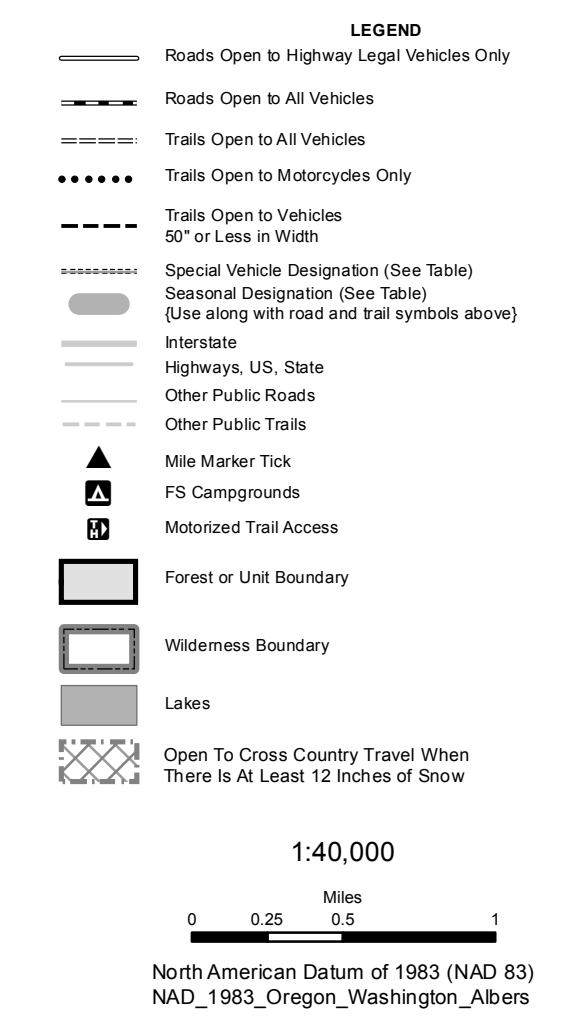 LEGEND
Roads Open to Highway Legal Vehicles Only
Roads Open to All Vehicles
Trails Open to All Vehicles
Trails Open to Motorcycles Only
Trails Open to Vehicles
50" or Less in Width
Special Vehicle Designation (See Table)
Seasonal Designation (See Table)
{Use along with road and trail symbols above}
Interstate
Highways, US, State
Other Public Roads
Other Public Trails
Mile Marker Tick
FS Campgrounds
TH
Motorized Trail Access
Forest or Unit Boundary
Wilderness Boundary
Lakes
Open To Cross Country Travel When
There Is At Least 12 Inches of Snow
1:40,000
Miles
0 0.25 0.5 1
North American Datum of 1983 (NAD 83)
NAD_1983_Oregon_Washington_Albers